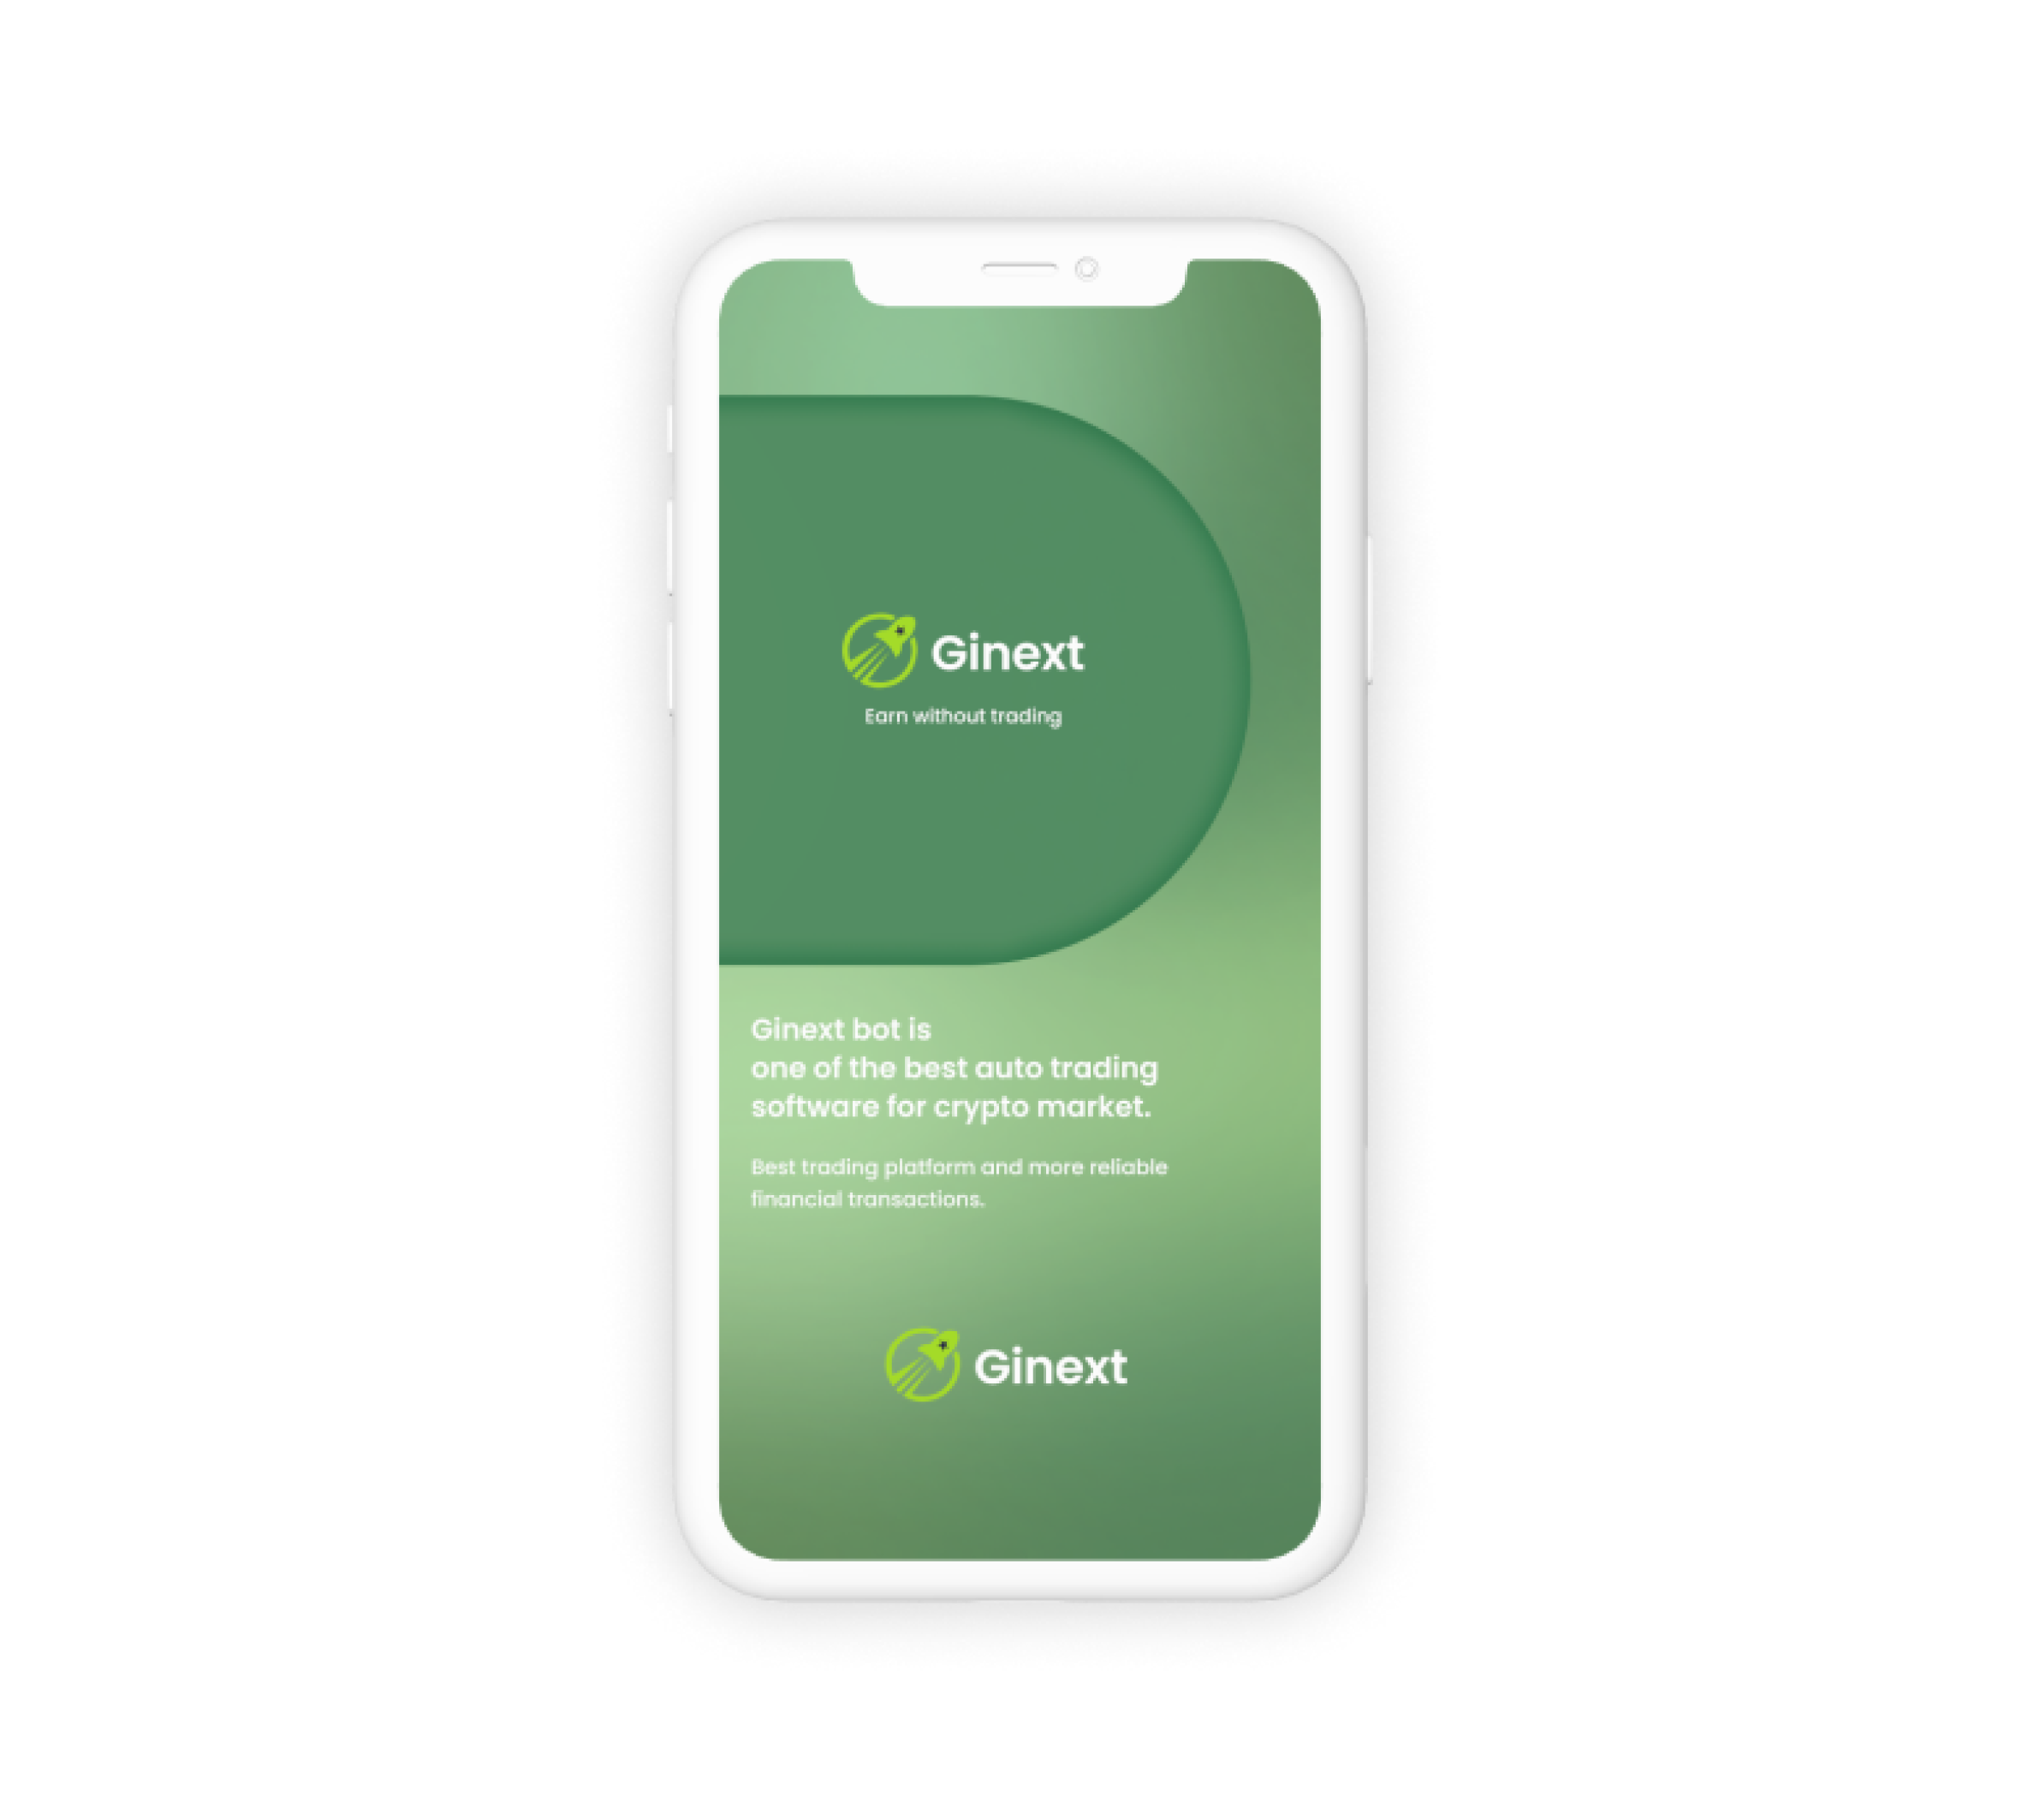 Ginext
Earn without trading
Ginext bot is
one of the best auto trading
software for crypto market.
Best trading platform and more reliable
financial transactions.
Ginext